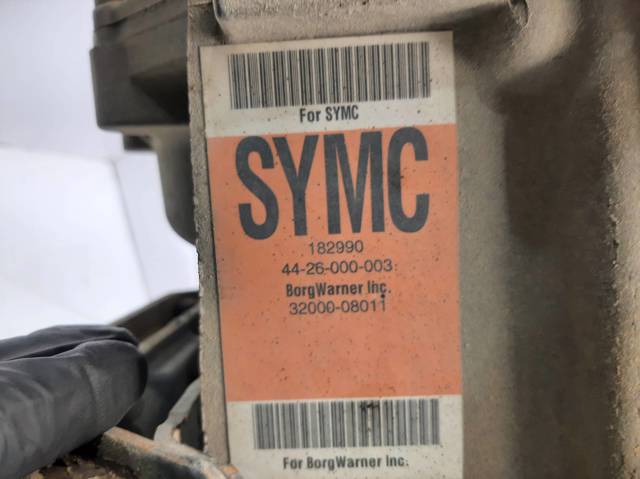 For SYMC
SYMC
182990
44-26-000-003
BorgWarner Inc.
32000-08011
For BorgWarner Inc.